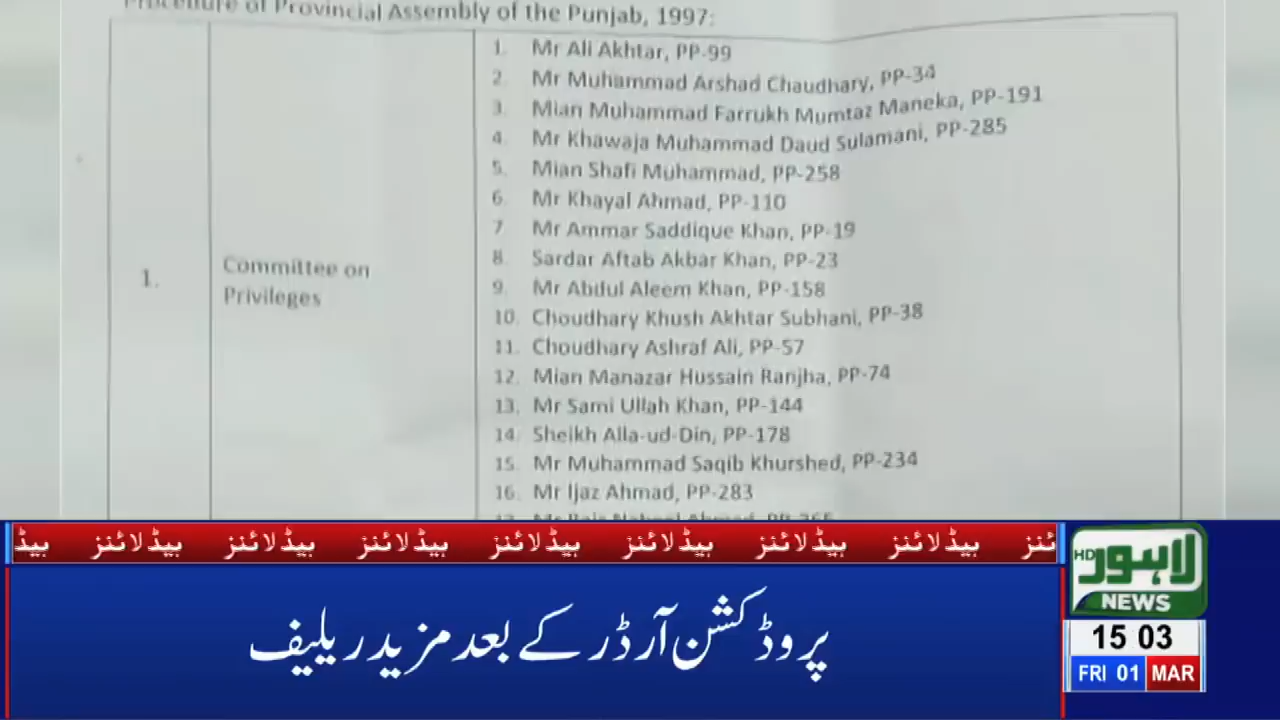 Procedure of Provincial Assembly of the Punjab, 1997:
1. Mr Ali Akhtar, PP-99
2. Mr Muhammad Arshad Chaudhary, PP-34
3. Mian Muhammad Farrukh Mumtaz Maneka, PP-191
4. Mr Khawaja Muhammad Daud Sulamani, PP-285
5. Mian Shafi Muhammad, PP-258
6. Mr Khayal Ahmad, PP-110
7. Mr Ammar Saddique Khan, PP-19
8. Sardar Aftab Akbar Khan, PP-23
1. Committee on
Privileges
9. Mr Abdul Aleem Khan, PP-158
10. Choudhary Khush Akhtar Subhani, PP-38
11. Choudhary Ashraf Ali, PP-57
12. Mian Manazar Hussain Ranjha, PP-74
13. Mr Sami Ullah Khan, PP-144
14. Sheikh Alla-ud-Din, PP-178
15. Mr Muhammad Saqib Khurshed, PP-234
16. Mr Ijaz Ahmad, PP-283
ئنز ہیڈلائنز ہیڈلائنز ہیڈلائنز ہیڈلائنز ہیڈلائنز ہیڈلائنز ہیڈلائنز ہیڈ
پروڈکشن آرڈر کے بعد مزید ریلیف
HD لاہور
NEWS
15 03
FRI 01 MAR